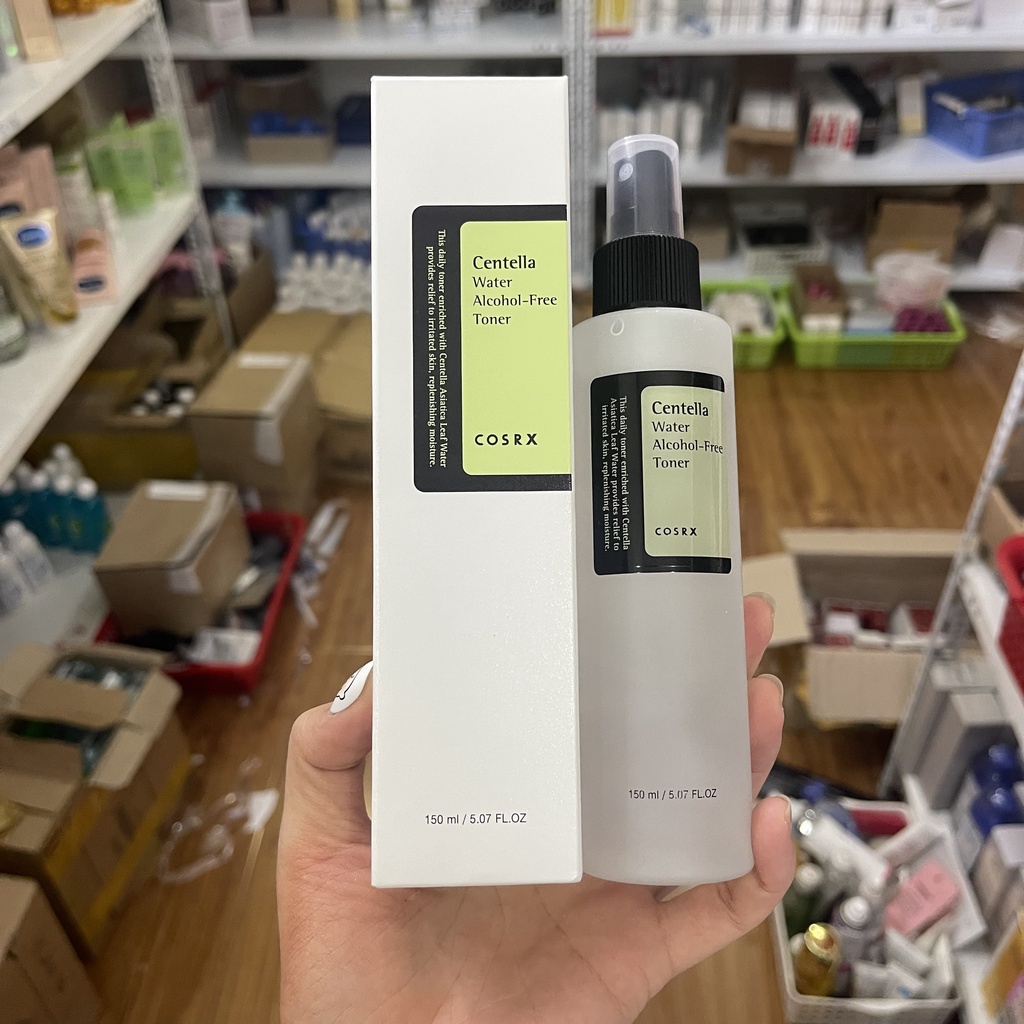 Centella
Water
Alcohol-Free
Toner
This daily toner enriched with Centella Asiatica Leaf Water
provides relief to irritated skin, replenishing moisture.
COSRX
150 ml / 5.07 FL.OZ
Centella
Water
Alcohol-Free
Toner
This daily toner enriched with Centella
Asiatica Leaf Water provides relief to
irritated skin, replenishing moisture.
COSRX
150 ml / 5.07 FL.OZ